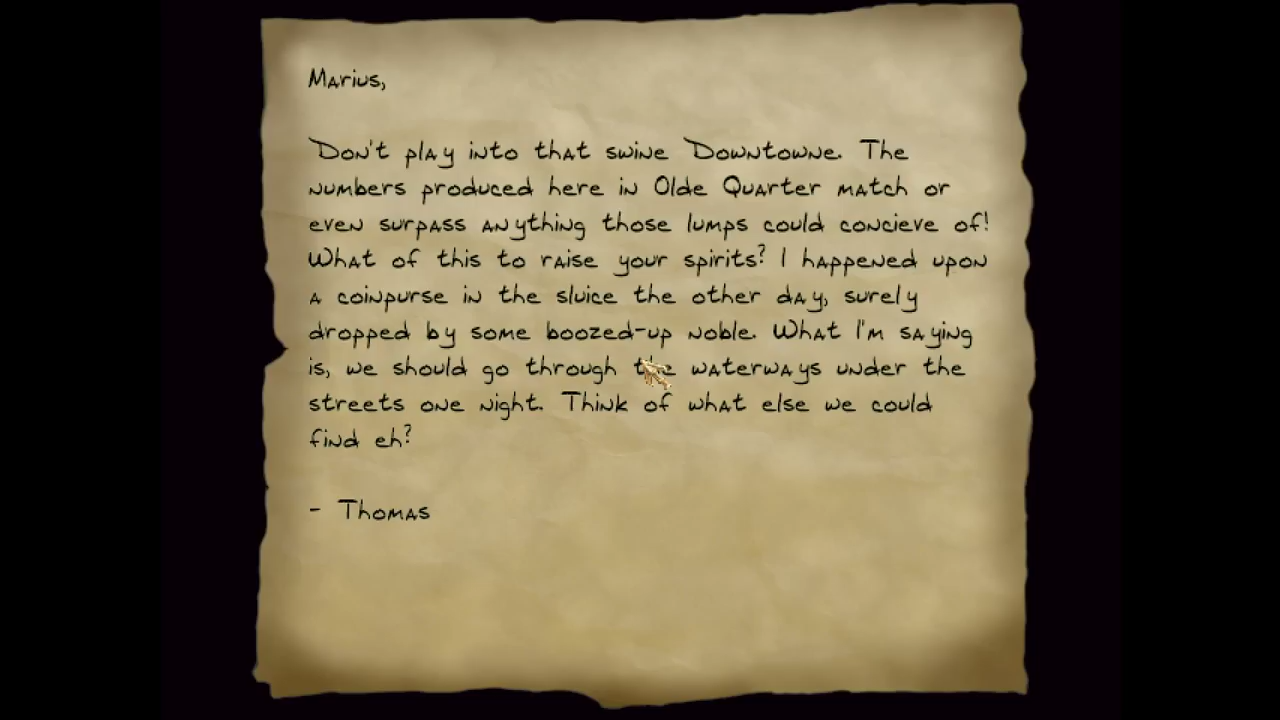 Marius,
Don't play into that swine Downtowne. The
numbers produced here in Olde Quarter match or
even surpass anything those lumps could concieve of!
What of this to raise your spirits? I happened upon
a coinpurse in the sluice the other day, surely
dropped by some boozed-up noble. What I'm saying
is, we should go through the waterways under the
streets one night. Think of what else we could
find eh?
- Thomas